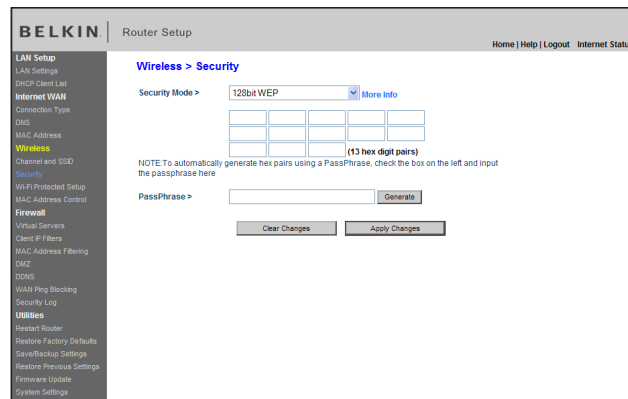 BELKIN.
Router Setup
Home | Help | Logout Internet Statu
LAN Setup
LAN Settings
DHCP Client List
Internet WAN
Connection Type
DNS
MAC Address
Wireless
Channel and SSID
Security
Wi-Fi Protected Setup
MAC Address Control
Firewall
Virtual Servers
Client IP Filters
MAC Address Filtering
DMZ
DDNS
WAN Ping Blocking
Security Log
Utilities
Restart Router
Restore Factory Defaults
Save/Backup Settings
Restore Previous Settings
Firmware Update
System Settings
Wireless > Security
Security Mode > 128bit WEP More Info
(13 hex digit pairs)
NOTE:To automatically generate hex pairs using a PassPhrase, check the box on the left and input
the passphrase here
PassPhrase > Generate
Clear Changes Apply Changes